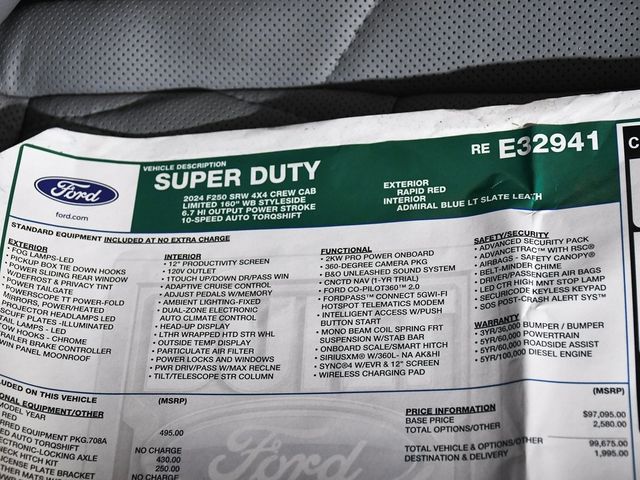 VEHICLE DESCRIPTION
SUPER DUTY
2024 F250 SRW 4X4 CREW CAB
LIMITED 160" WB STYLESIDE
6.7 HI OUTPUT POWER STROKE
10-SPEED AUTO TORQSHIFT
RE E32941
EXTERIOR
RAPID RED
INTERIOR
ADMIRAL BLUE LT SLATE LEATH
Ford
ford.com
STANDARD EQUIPMENT INCLUDED AT NO EXTRA CHARGE
EXTERIOR
• FOG LAMPS-LED
PICKUP BOX TIE DOWN HOOKS
POWER SLIDING REAR WINDOW
W/DEFROST & PRIVACY TINT
POWER TAILGATE
POWERSCOPE TT POWER-FOLD
MIRRORS, POWER/HEATED
PROJECTOR HEADLAMPS LED
SCUFF PLATES -ILLUMINATED
TAIL LAMPS - LED
TOW HOOKS - CHROME
TRAILER BRAKE CONTROLLER
TWIN PANEL MOONROOF
INTERIOR
• 12" PRODUCTIVITY SCREEN
• 120V OUTLET
• 1TOUCH UP/DOWN DR/PASS WIN
• ADAPTIVE CRUISE CONTROL
• ADJUST PEDALS W/MEMORY
• AMBIENT LIGHTING-FIXED
• DUAL-ZONE ELECTRONIC
AUTO CLIMATE CONTROL
• HEAD-UP DISPLAY
• LTHR WRAPPED HTD STR WHL
• OUTSIDE TEMP DISPLAY
• PARTICULATE AIR FILTER
• POWER LOCKS AND WINDOWS
• PWR DRIV/PASS W/MAX RECLNE
• TILT/TELESCOPIC STR COLUMN
FUNCTIONAL
• 2KW PRO POWER ONBOARD
• 360-DEGREE CAMERA PKG
• B&O UNLEASHED SOUND SYSTEM
• CNCTD NAV (1-YR TRIAL)
• FORD CO-PILOT360™ 2.0
• FORDPASS™ CONNECT 5GWI-FI
HOTSPOT TELEMATICS MODEM
• INTELLIGENT ACCESS W/PUSH
BUTTON START
• MONO BEAM COIL SPRING FRT
SUSPENSION W/STAB BAR
• ONBOARD SCALE/SMART HITCH
• SIRIUSXM® W/360L- NA AK&HI
• SYNC®4 W/EVR & 12" SCREEN
• WIRELESS CHARGING PAD
SAFETY/SECURITY
• ADVANCED SECURITY PACK
• ADVANCETRAC™ WITH RSC®
• AIRBAGS - SAFETY CANOPY®
• BELT-MINDER CHIME
• DRIVER/PASSENGER AIR BAGS
• LED CTR HIGH MNT STOP LAMP
• SECURICODE KEYLESS KEYPAD
• SOS POST-CRASH ALERT SYS™
WARRANTY
• 3YR/36,000 BUMPER / BUMPER
• 5YR/60,000 POWERTRAIN
• 5YR/60,000 ROADSIDE ASSIST
• 5YR/100,000 DIESEL ENGINE
(MSRP)
(MSRP)
495.00
NO CHARGE
430.00
250.00
NO CHARGE
PRICE INFORMATION
BASE PRICE $97,095.00
TOTAL OPTIONS/OTHER 2,580.00
TOTAL VEHICLE & OPTIONS/OTHER 99,675.00
DESTINATION & DELIVERY 1,995.00
Ford